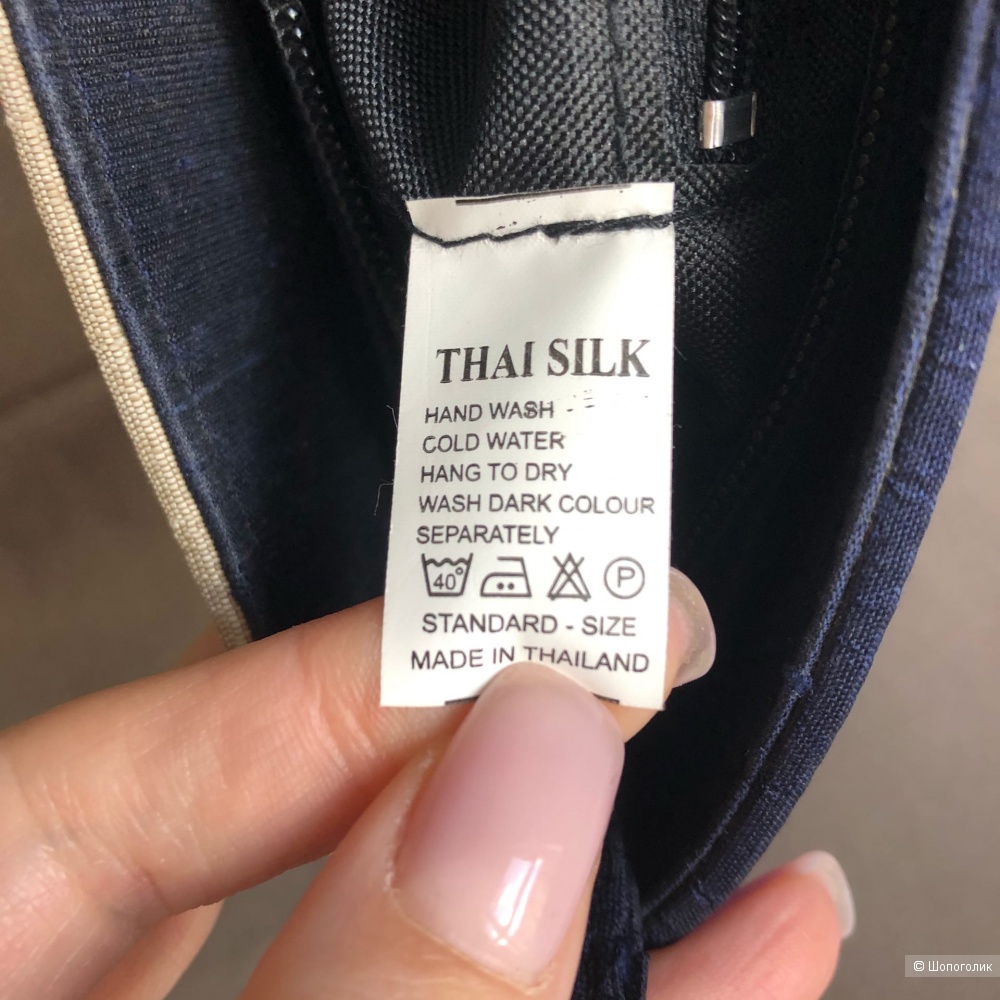 THAI SILK
HAND WASH
COLD WATER
HANG TO DRY
WASH DARK COLOUR
SEPARATELY
40° P
STANDARD - SIZE
MADE IN THAILAND
© Шопоголик